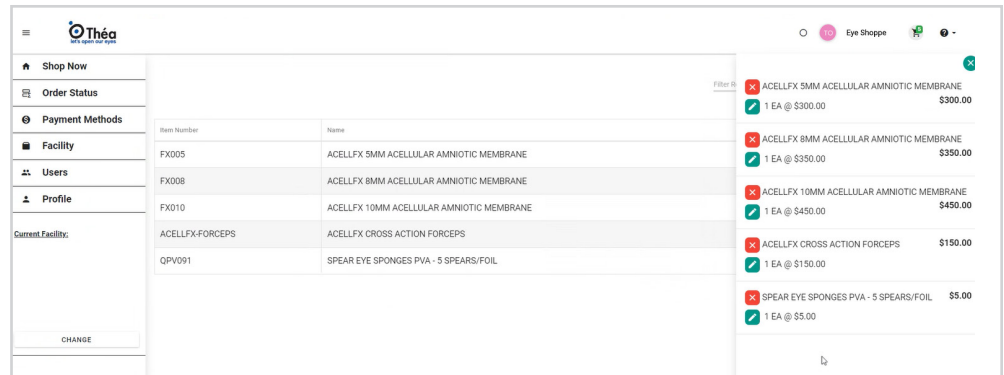 Théa
let's open our eyes
TO
Eye Shoppe
5
Shop Now
Order Status
Payment Methods
Facility
Users
Profile
Current Facility:
CHANGE
Filter R
Item Number Name
FX005 ACELLFX 5MM ACELLULAR AMNIOTIC MEMBRANE
FX008 ACELLFX 8MM ACELLULAR AMNIOTIC MEMBRANE
FX010 ACELLFX 10MM ACELLULAR AMNIOTIC MEMBRANE
ACELLFX-FORCEPS ACELLFX CROSS ACTION FORCEPS
QPV091 SPEAR EYE SPONGES PVA - 5 SPEARS/FOIL
ACELLFX 5MM ACELLULAR AMNIOTIC MEMBRANE
$300.00
1 EA @ $300.00
ACELLFX 8MM ACELLULAR AMNIOTIC MEMBRANE
$350.00
1 EA @ $350.00
ACELLFX 10MM ACELLULAR AMNIOTIC MEMBRANE
$450.00
1 EA @ $450.00
ACELLFX CROSS ACTION FORCEPS $150.00
1 EA @ $150.00
SPEAR EYE SPONGES PVA - 5 SPEARS/FOIL $5.00
1 EA @ $5.00